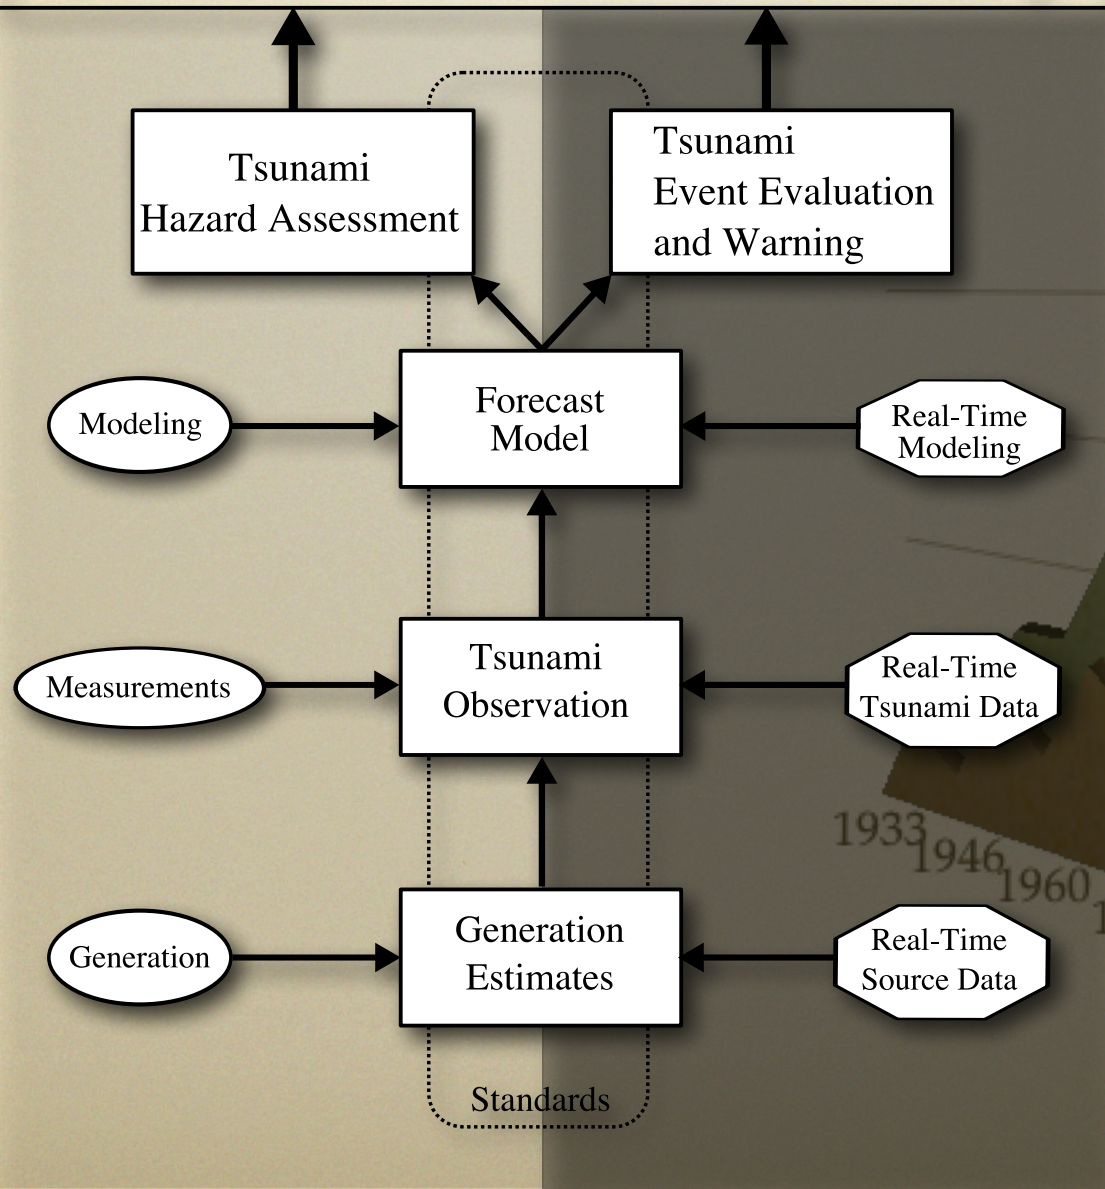 Tsunami
Hazard Assessment
Tsunami
Event Evaluation
and Warning
Modeling
Forecast
Model
Real-Time
Modeling
Measurements
Tsunami
Observation
Real-Time
Tsunami Data
1933
1946
1960
Generation
Generation
Estimates
Real-Time
Source Data
Standards